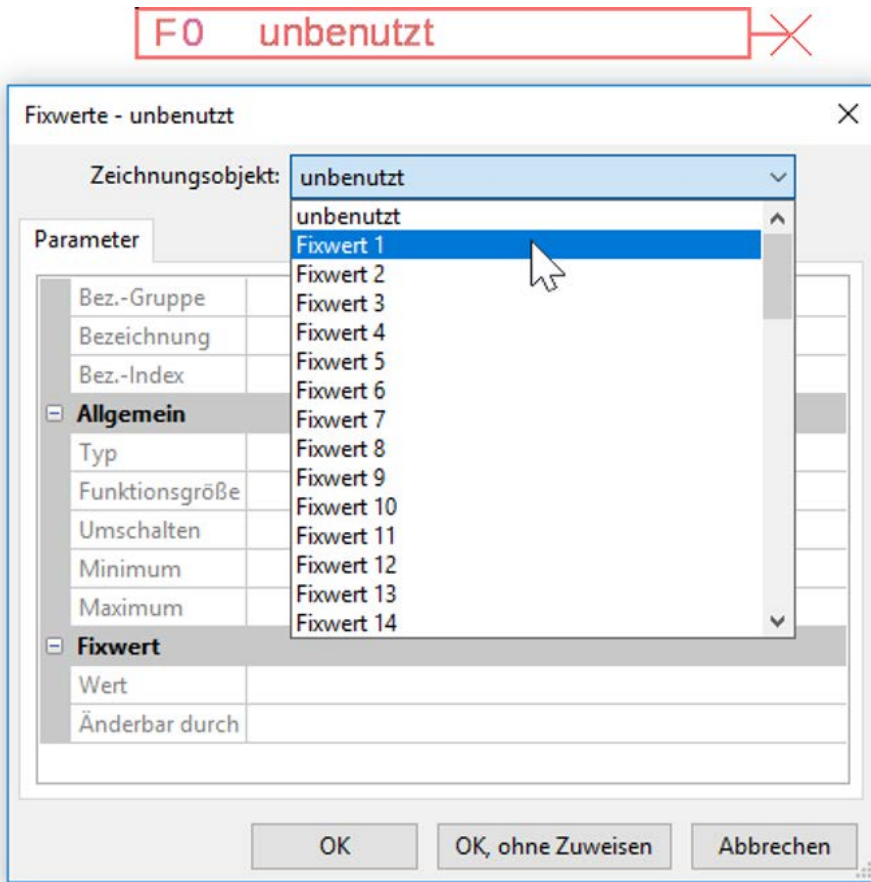 F0 unbenutzt
Fixwerte - unbenutzt
Zeichnungsobjekt: unbenutzt
unbenutzt
Fixwert 1
Fixwert 2
Fixwert 3
Fixwert 4
Fixwert 5
Fixwert 6
Fixwert 7
Fixwert 8
Fixwert 9
Fixwert 10
Fixwert 11
Fixwert 12
Fixwert 13
Fixwert 14
Parameter
Bez.-Gruppe
Bezeichnung
Bez.-Index
Allgemein
Typ
Funktionsgröße
Umschalten
Minimum
Maximum
Fixwert
Wert
Änderbar durch
OK OK, ohne Zuweisen Abbrechen